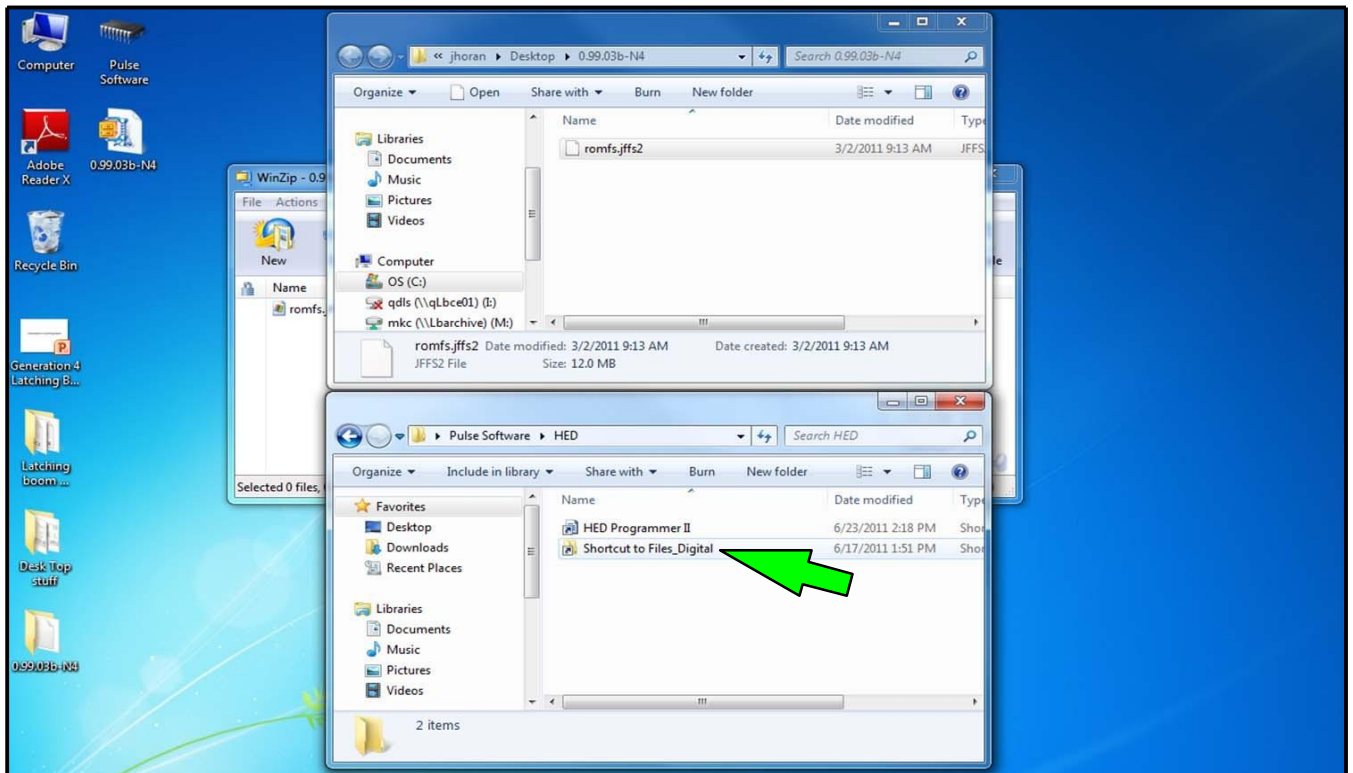 Computer
Pulse
Software
Adobe
Reader X
0.99.03b-N4
Recycle Bin
Generation 4
Latching B...
Latching
boom ...
Desk Top
stuff
0.99.03b-N4
WinZip - 0.9
File Actions
New
Name
romfs.
Selected 0 files,
« jhoran ▸ Desktop ▸ 0.99.03b-N4
Search 0.99.03b-N4
Organize ▾ Open Share with ▾ Burn New folder
Name Date modified Type
Libraries
Documents
Music
Pictures
Videos
Computer
OS (C:)
qdls (\\qLbce01) (I:)
mkc (\\Lbarchive) (M:)
romfs.jffs2 3/2/2011 9:13 AM JFFS
romfs.jffs2 Date modified: 3/2/2011 9:13 AM Date created: 3/2/2011 9:13 AM
JFFS2 File Size: 12.0 MB
▸ Pulse Software ▸ HED
Search HED
Organize ▾ Include in library ▾ Share with ▾ Burn New folder
Name Date modified Type
Favorites
Desktop
Downloads
Recent Places
Libraries
Documents
Music
Pictures
Videos
HED Programmer II 6/23/2011 2:18 PM Shor
Shortcut to Files_Digital 6/17/2011 1:51 PM Shor
2 items